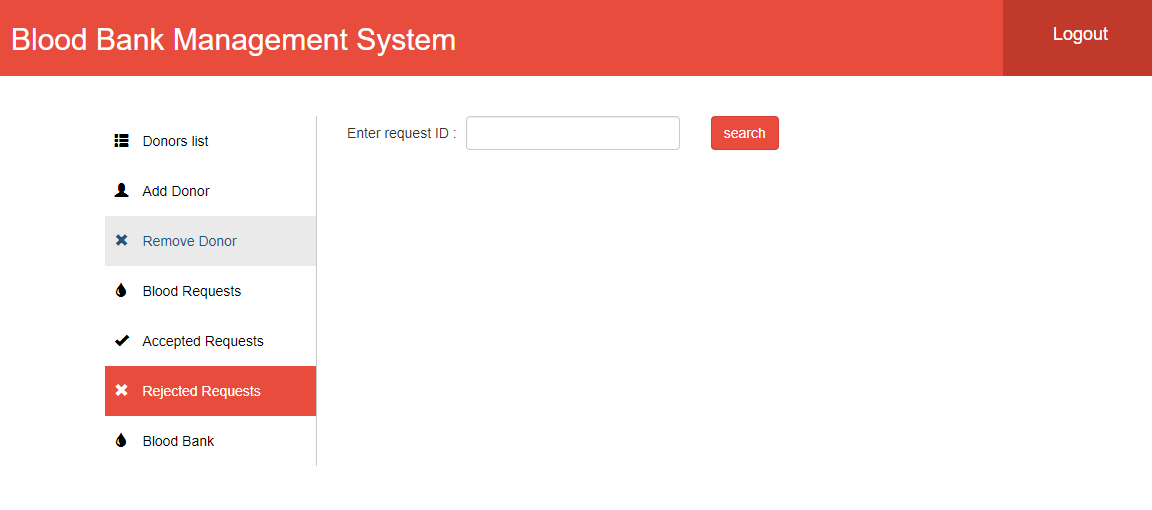 Blood Bank Management System
Logout
Donors list
Add Donor
Remove Donor
Blood Requests
Accepted Requests
Rejected Requests
Blood Bank
Enter request ID :
search